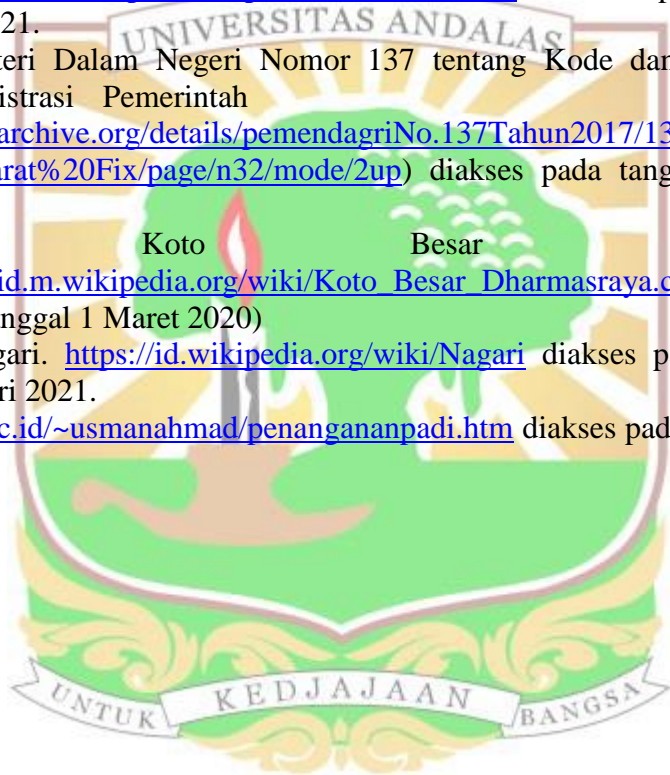 21.
UNIVERSITAS ANDALAS
teri Dalam Negeri Nomor 137 tentang Kode dan
istrasi Pemerintah
archive.org/details/pemendagriNo.137Tahun2017/13
arat%20Fix/page/n32/mode/2up) diakses pada tang
Koto Besar
id.m.wikipedia.org/wiki/Koto_Besar_Dharmasraya.c
nggal 1 Maret 2020)
gari. https://id.wikipedia.org/wiki/Nagari diakses p
ri 2021.
c.id/~usmanahmad/penangananpadi.htm diakses pad
UNTUK KEDJAJAAN BANGSA